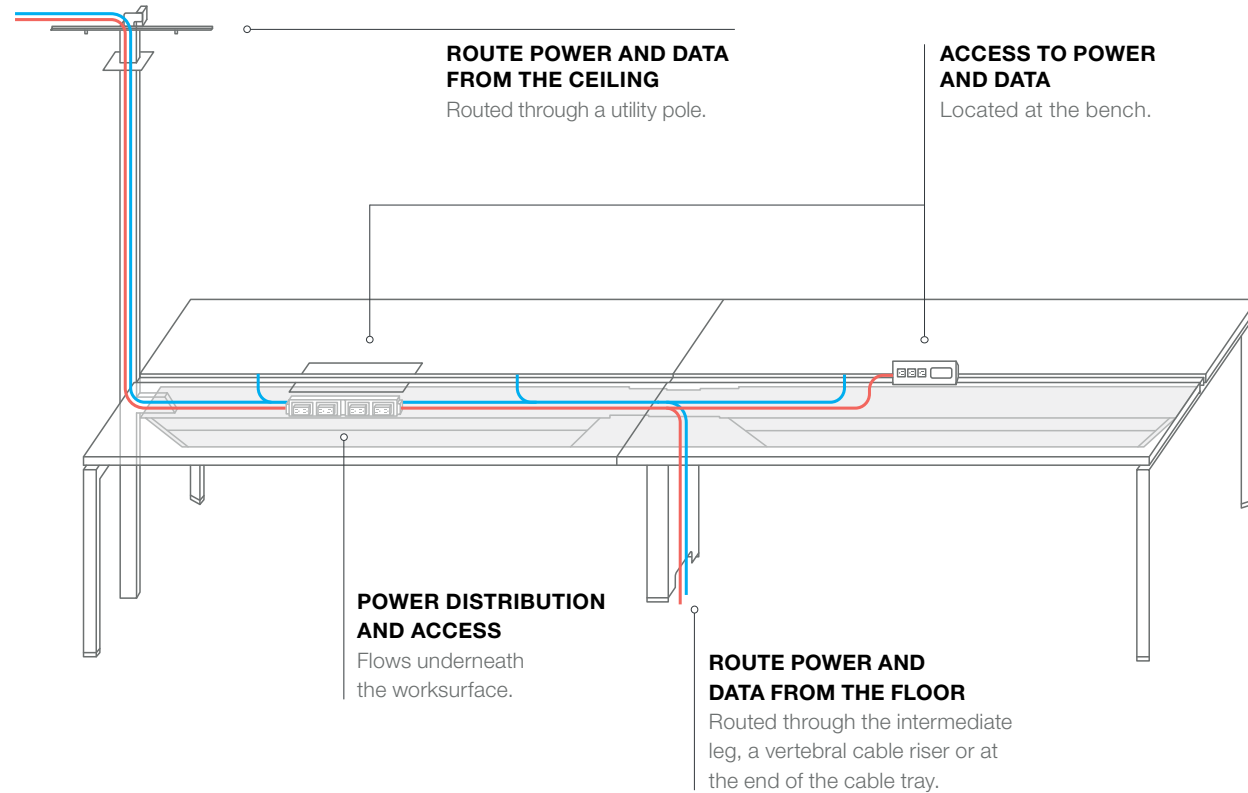 ROUTE POWER AND DATA
FROM THE CEILING
Routed through a utility pole.
ACCESS TO POWER
AND DATA
Located at the bench.
POWER DISTRIBUTION
AND ACCESS
Flows underneath
the worksurface.
ROUTE POWER AND
DATA FROM THE FLOOR
Routed through the intermediate
leg, a vertebral cable riser or at
the end of the cable tray.